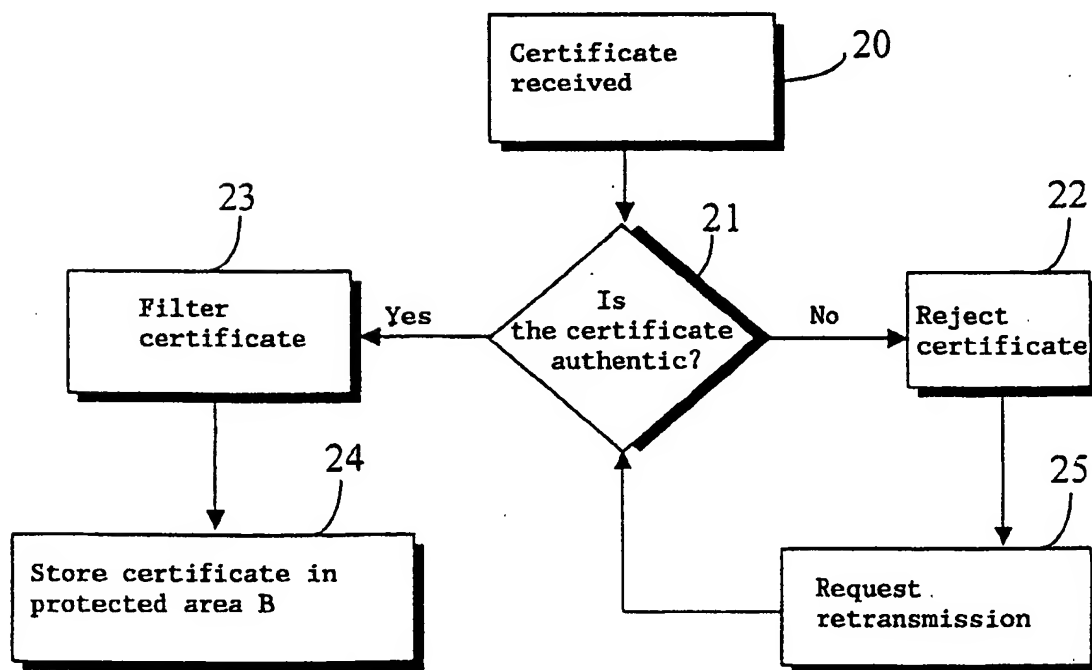 Certificate
received
20
21
Is
the certificate
authentic?
Yes
No
23
Filter
certificate
22
Reject
certificate
24
Store certificate in
protected area B
25
Request
retransmission